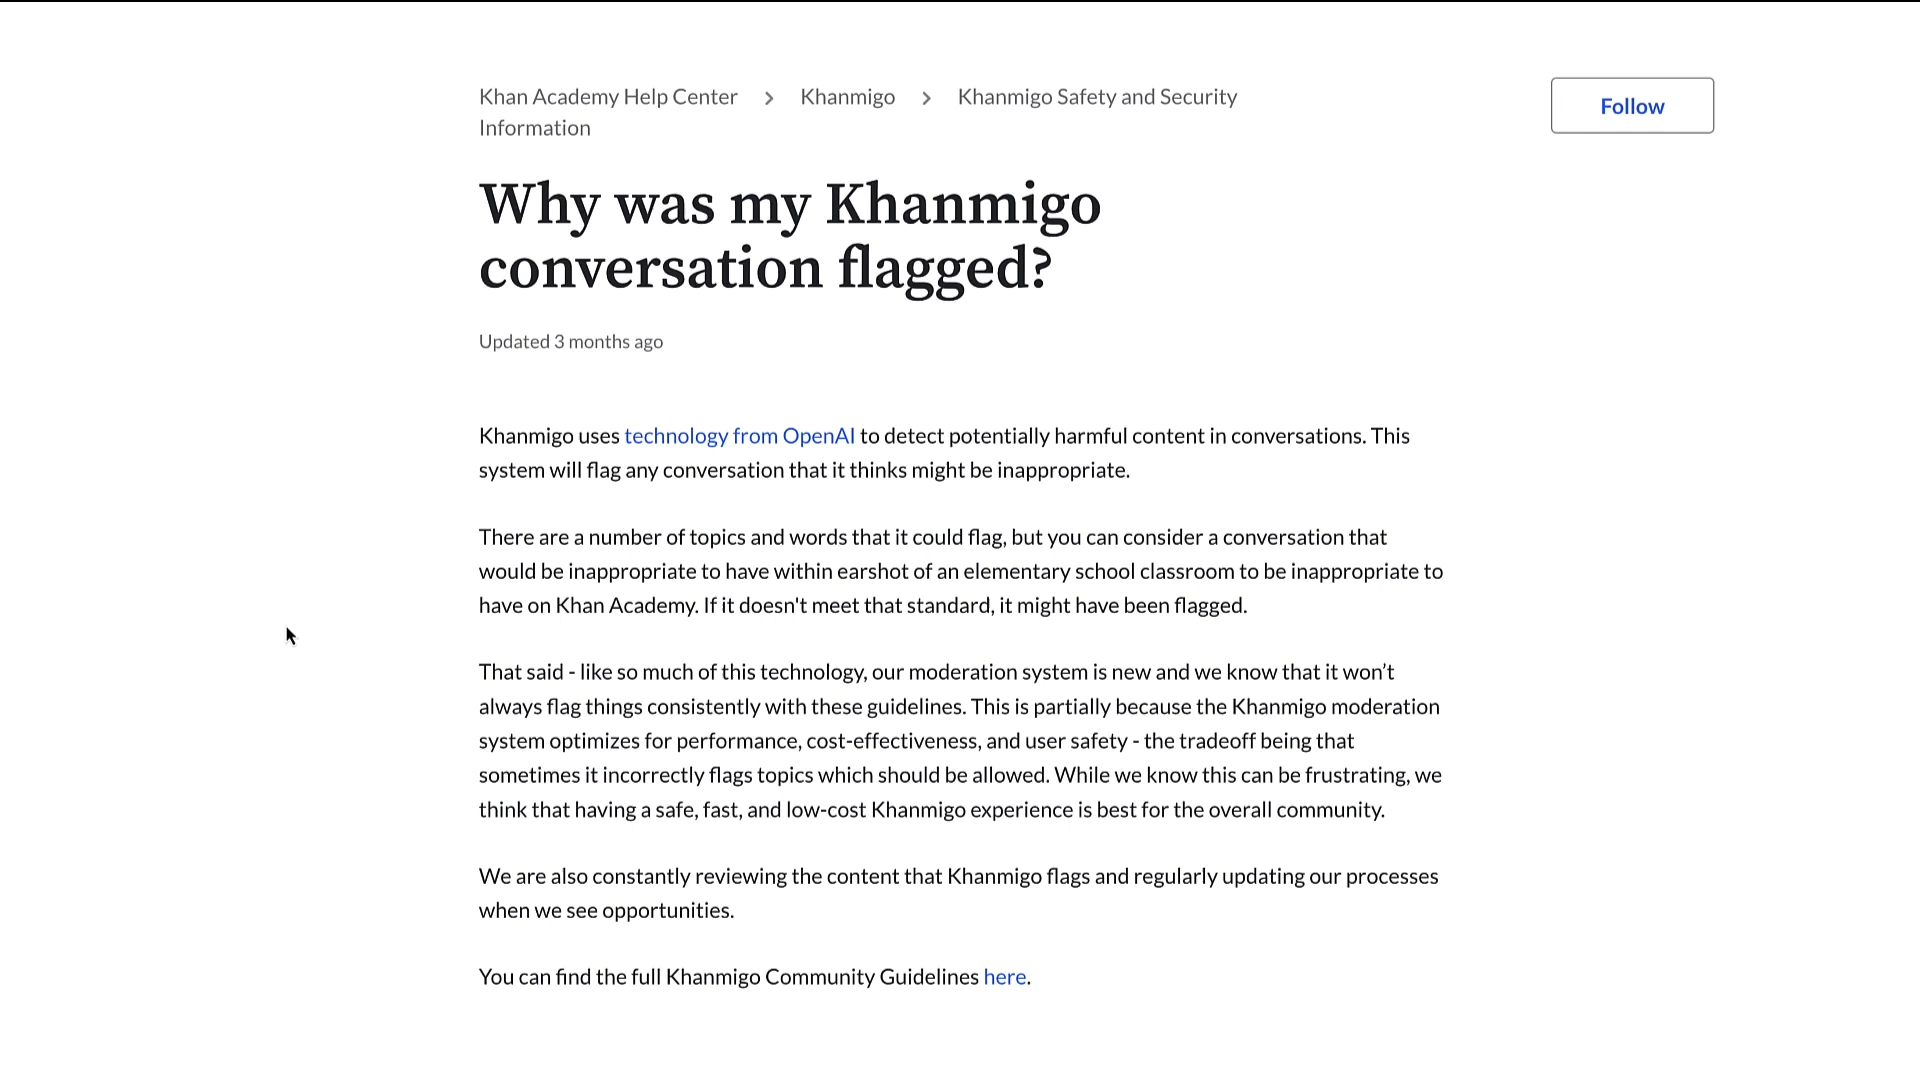 Khan Academy Help Center > Khanmigo > Khanmigo Safety and Security
Information
Follow
Why was my Khanmigo
conversation flagged?
Updated 3 months ago
Khanmigo uses technology from OpenAI to detect potentially harmful content in conversations. This
system will flag any conversation that it thinks might be inappropriate.
There are a number of topics and words that it could flag, but you can consider a conversation that
would be inappropriate to have within earshot of an elementary school classroom to be inappropriate to
have on Khan Academy. If it doesn't meet that standard, it might have been flagged.
That said - like so much of this technology, our moderation system is new and we know that it won’t
always flag things consistently with these guidelines. This is partially because the Khanmigo moderation
system optimizes for performance, cost-effectiveness, and user safety - the tradeoff being that
sometimes it incorrectly flags topics which should be allowed. While we know this can be frustrating, we
think that having a safe, fast, and low-cost Khanmigo experience is best for the overall community.
We are also constantly reviewing the content that Khanmigo flags and regularly updating our processes
when we see opportunities.
You can find the full Khanmigo Community Guidelines here.